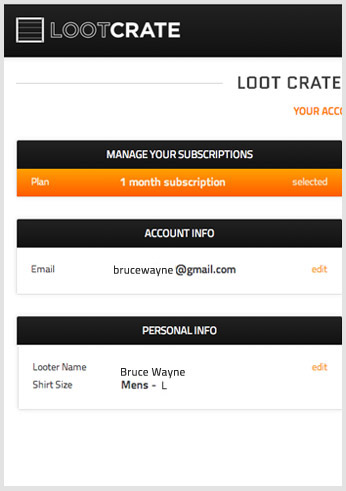 LOOTCRATE
LOOT CRATE
YOUR ACC
MANAGE YOUR SUBSCRIPTIONS
Plan 1 month subscription selected
ACCOUNT INFO
Email brucewayne@gmail.com edit
PERSONAL INFO
Looter Name Bruce Wayne edit
Shirt Size Mens - L